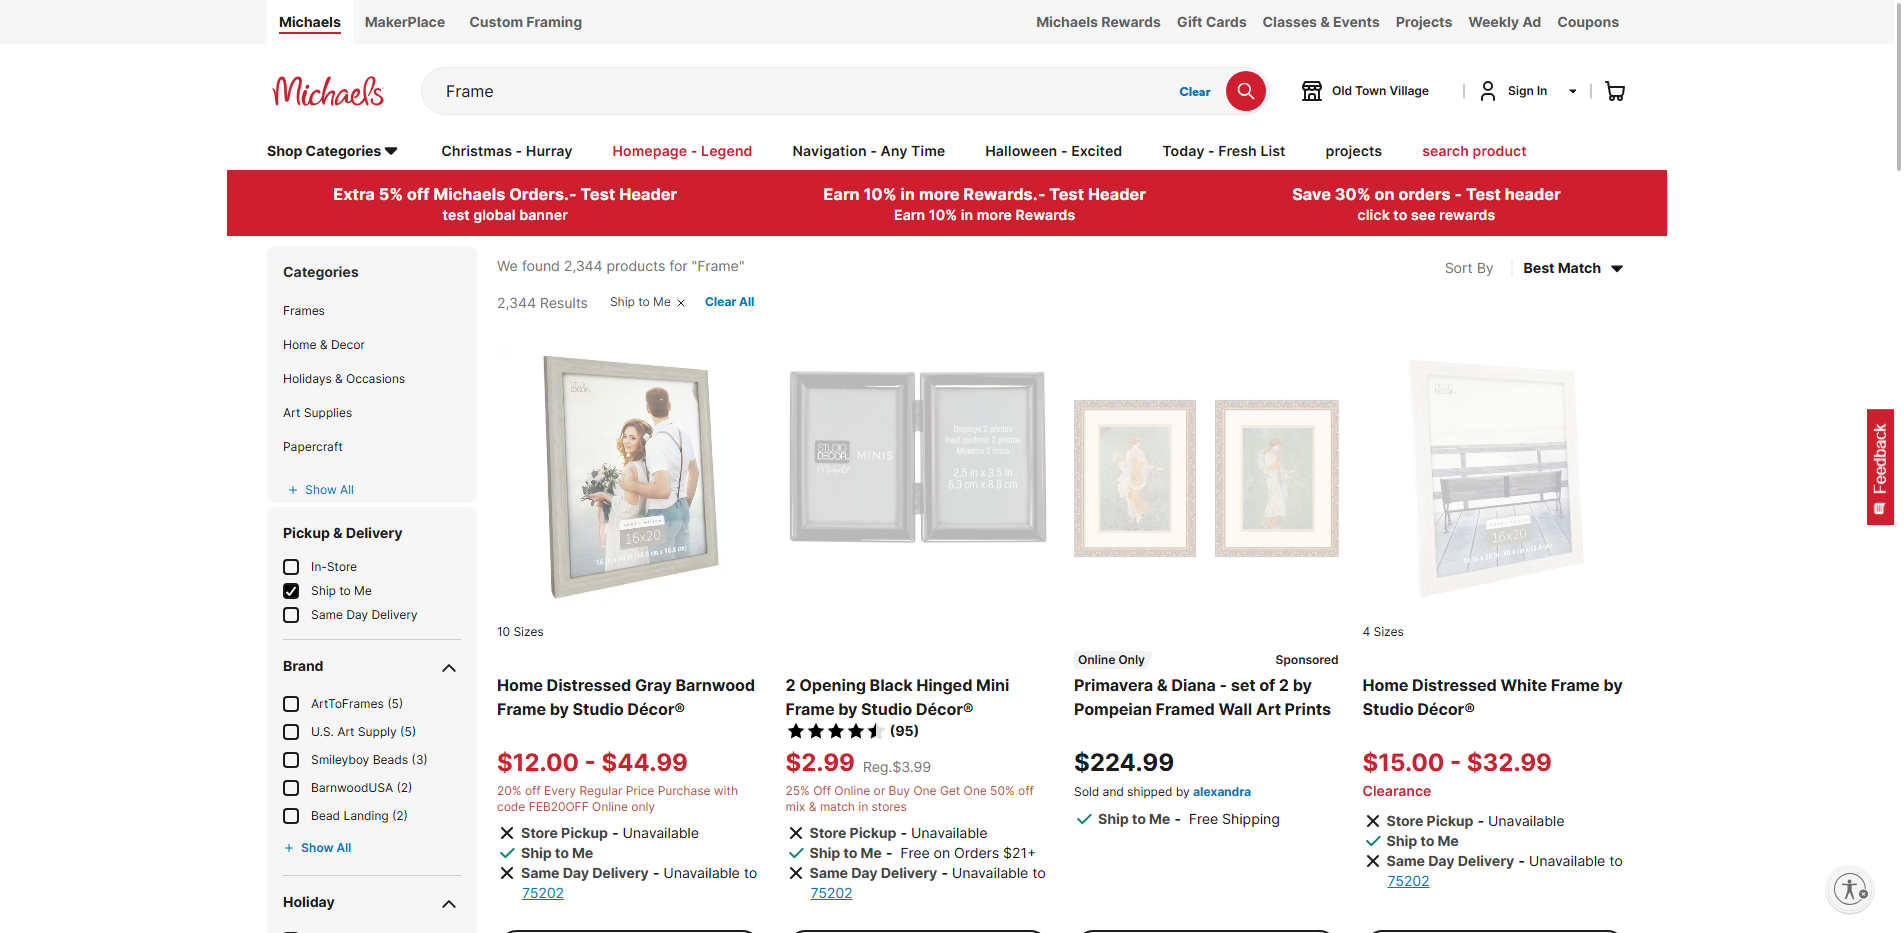 Michaels
MakerPlace
Custom Framing
Michaels Rewards
Gift Cards
Classes & Events
Projects
Weekly Ad
Coupons
Michaels
Frame
Clear
Old Town Village
Sign In
Shop Categories
Christmas - Hurray
Homepage - Legend
Navigation - Any Time
Halloween - Excited
Today - Fresh List
projects
search product
Extra 5% off Michaels Orders.- Test Header
test global banner
Earn 10% in more Rewards.- Test Header
Earn 10% in more Rewards
Save 30% on orders - Test header
click to see rewards
Categories
Frames
Home & Decor
Holidays & Occasions
Art Supplies
Papercraft
+ Show All
Pickup & Delivery
In-Store
Ship to Me
Same Day Delivery
Brand
ArtToFrames (5)
U.S. Art Supply (5)
Smileyboy Beads (3)
BarnwoodUSA (2)
Bead Landing (2)
+ Show All
Holiday
We found 2,344 products for "Frame"
Sort By
Best Match
2,344 Results
Ship to Me
Clear All
STUDIO
DECOR
16x20
10 Sizes
Home Distressed Gray Barnwood
Frame by Studio Décor®
$12.00 - $44.99
20% off Every Regular Price Purchase with
code FEB20OFF Online only
Store Pickup - Unavailable
Ship to Me
Same Day Delivery - Unavailable to
75202
STUDIO
DECOR
MINIS
Michaels
Displays 2 photos
Peut contenir 2 photos
Muestra 2 fotos
2.5 in x 3.5 in
6.3 cm x 8.8 cm
2 Opening Black Hinged Mini
Frame by Studio Décor®
(95)
$2.99 Reg.$3.99
25% Off Online or Buy One Get One 50% off
mix & match in stores
Store Pickup - Unavailable
Ship to Me - Free on Orders $21+
Same Day Delivery - Unavailable to
75202
Online Only
Sponsored
Primavera & Diana - set of 2 by
Pompeian Framed Wall Art Prints
$224.99
Sold and shipped by alexandra
Ship to Me - Free Shipping
16x20
4 Sizes
Home Distressed White Frame by
Studio Décor®
$15.00 - $32.99
Clearance
Store Pickup - Unavailable
Ship to Me
Same Day Delivery - Unavailable to
75202
Feedback